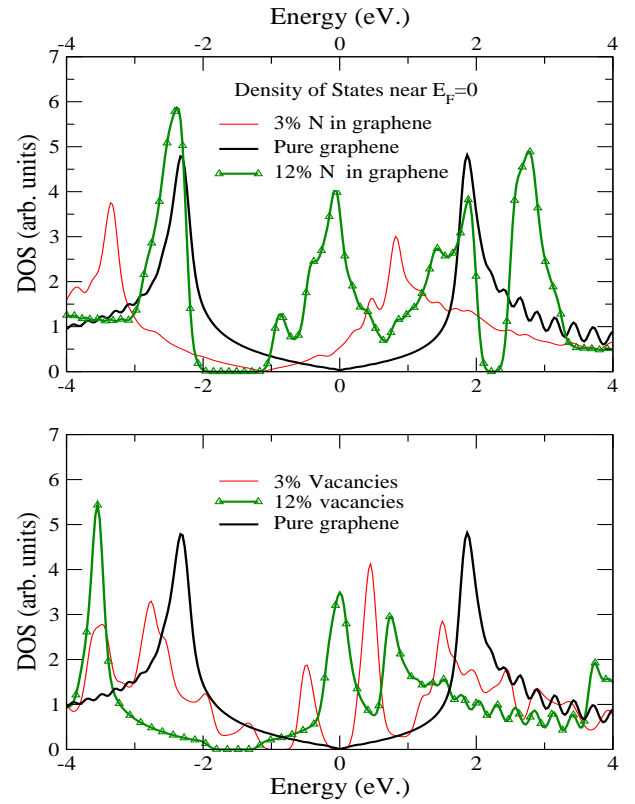 Energy (eV.)
-4 -2 0 2 4
7
6
5
4
3
2
1
0
DOS (arb. units)
Density of States near E_F=0
3% N in graphene
Pure graphene
12% N in graphene
-4 -2 0 2 4
7
6
5
4
3
2
1
0
DOS (arb. units)
3% Vacancies
12% vacancies
Pure graphene
-4 -2 0 2 4
Energy (eV.)